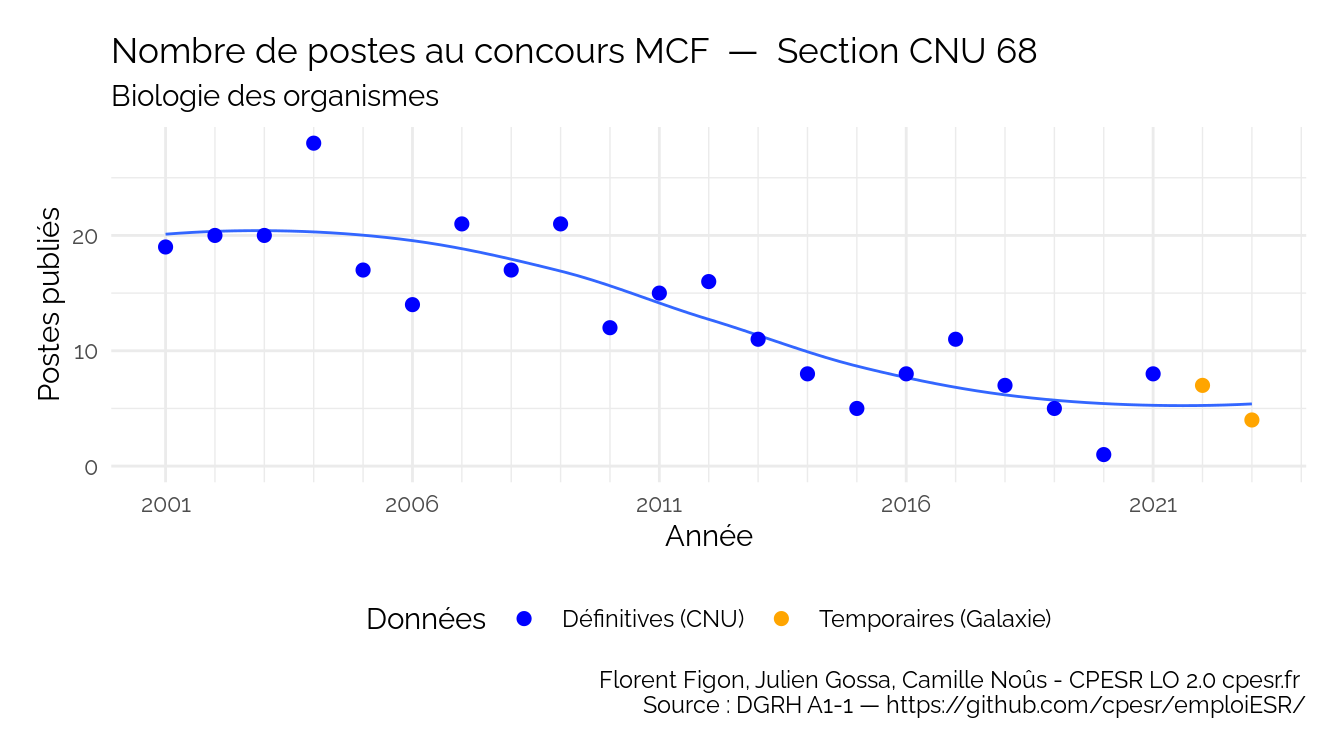 Nombre de postes au concours MCF — Section CNU 68
Biologie des organismes
Postes publiés
20
10
0
2001 2006 2011 2016 2021
Année
Données Définitives (CNU) Temporaires (Galaxie)
Florent Figon, Julien Gossa, Camille Noûs - CPESR LO 2.0 cpesr.fr
Source : DGRH A1-1 — https://github.com/cpesr/emploiESR/